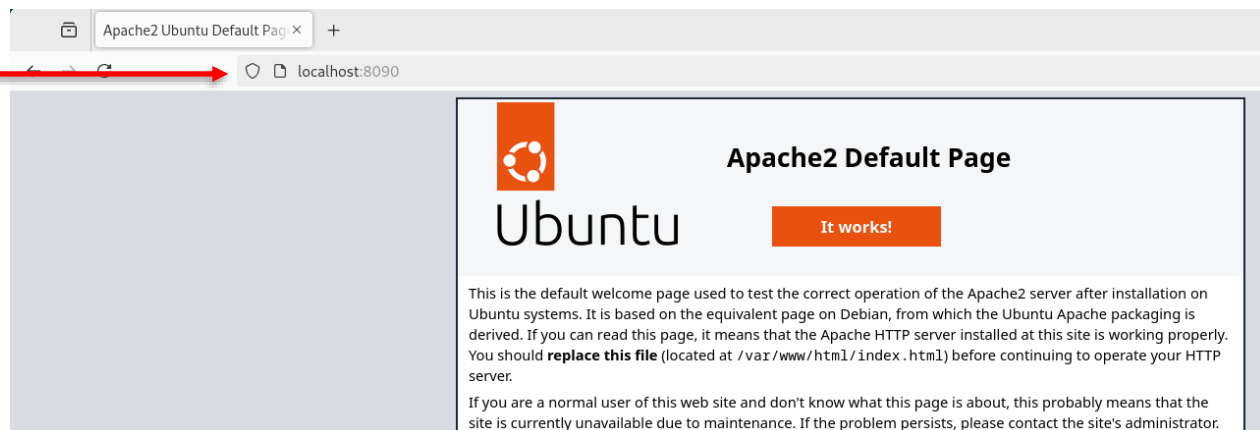 Apache2 Ubuntu Default Pag
localhost:8090
Ubuntu
Apache2 Default Page
It works!
This is the default welcome page used to test the correct operation of the Apache2 server after installation on
Ubuntu systems. It is based on the equivalent page on Debian, from which the Ubuntu Apache packaging is
derived. If you can read this page, it means that the Apache HTTP server installed at this site is working properly.
You should replace this file (located at /var/www/html/index.html) before continuing to operate your HTTP
server.
If you are a normal user of this web site and don't know what this page is about, this probably means that the
site is currently unavailable due to maintenance. If the problem persists, please contact the site's administrator.